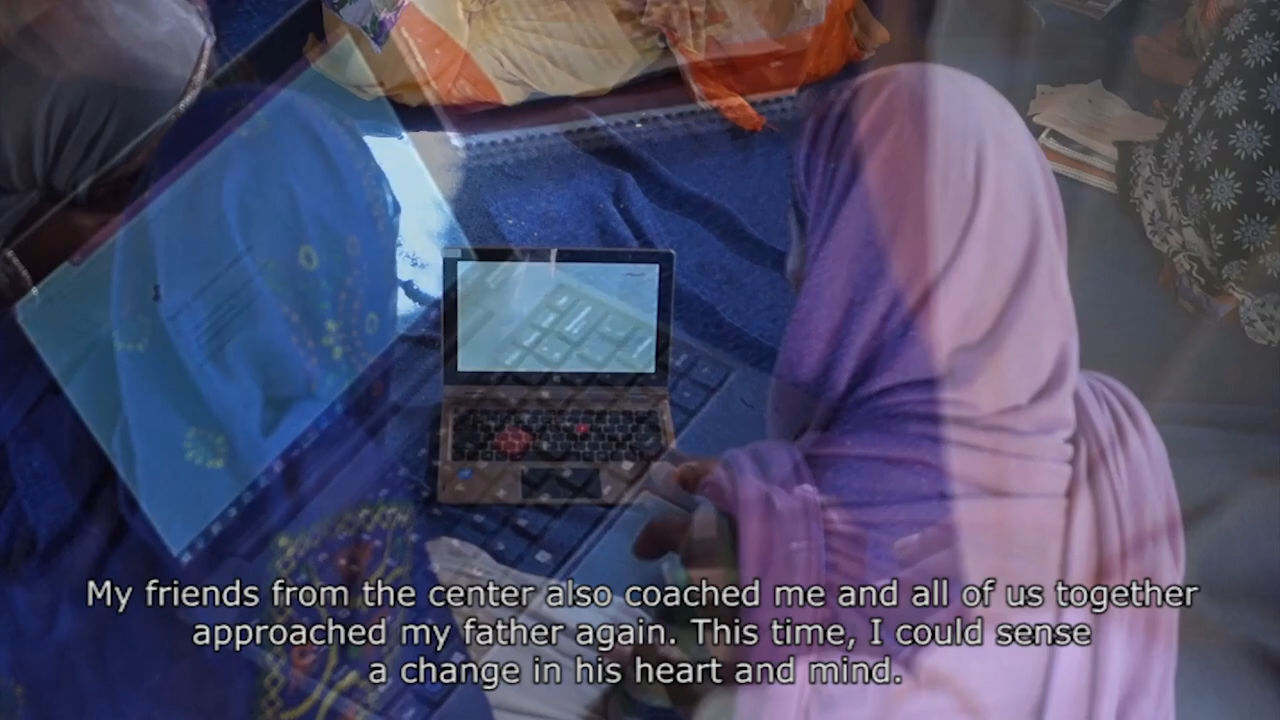 My friends from the center also coached me and all of us together
approached my father again. This time, I could sense
a change in his heart and mind.